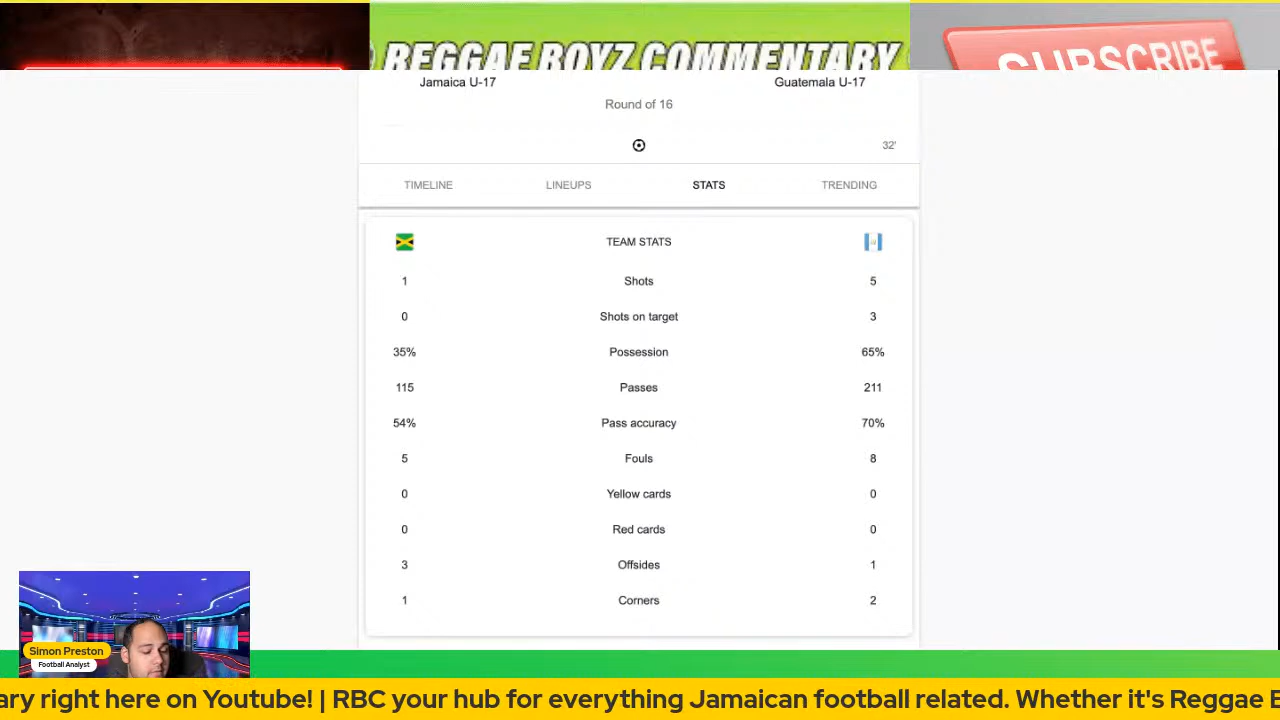 REGGAE BOYZ COMMENTARY
SUBSCRIBE
Jamaica U-17 Guatemala U-17
Round of 16
32'
TIMELINE LINEUPS STATS TRENDING
TEAM STATS
1 Shots 5
0 Shots on target 3
35% Possession 65%
115 Passes 211
54% Pass accuracy 70%
5 Fouls 8
0 Yellow cards 0
0 Red cards 0
3 Offsides 1
1 Corners 2
Simon Preston
Football Analyst
ary right here on Youtube! | RBC your hub for everything Jamaican football related. Whether it's Reggae